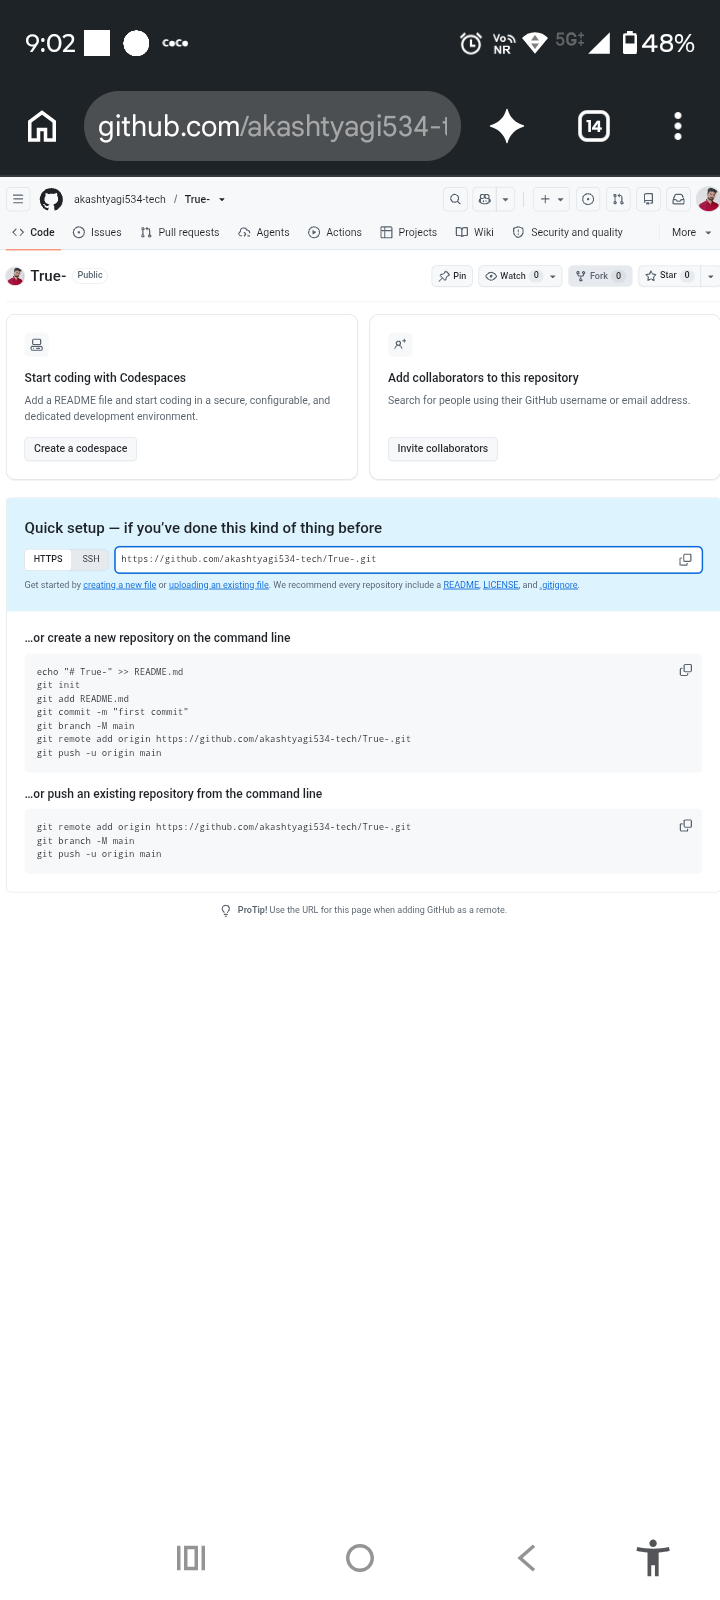 9:02 CoCo Vo NR 5G 48%
github.com/akashtyagi534-t 14
akashtyagi534-tech / True-
Code Issues Pull requests Agents Actions Projects Wiki Security and quality More
True- Public Pin Watch 0 Fork 0 Star 0
Start coding with Codespaces
Add a README file and start coding in a secure, configurable, and
dedicated development environment.
Create a codespace
Add collaborators to this repository
Search for people using their GitHub username or email address.
Invite collaborators
Quick setup — if you’ve done this kind of thing before
HTTPS SSH https://github.com/akashtyagi534-tech/True-.git
Get started by creating a new file or uploading an existing file. We recommend every repository include a README, LICENSE, and .gitignore.
…or create a new repository on the command line
echo "# True-" >> README.md
git init
git add README.md
git commit -m "first commit"
git branch -M main
git remote add origin https://github.com/akashtyagi534-tech/True-.git
git push -u origin main
…or push an existing repository from the command line
git remote add origin https://github.com/akashtyagi534-tech/True-.git
git branch -M main
git push -u origin main
ProTip! Use the URL for this page when adding GitHub as a remote.